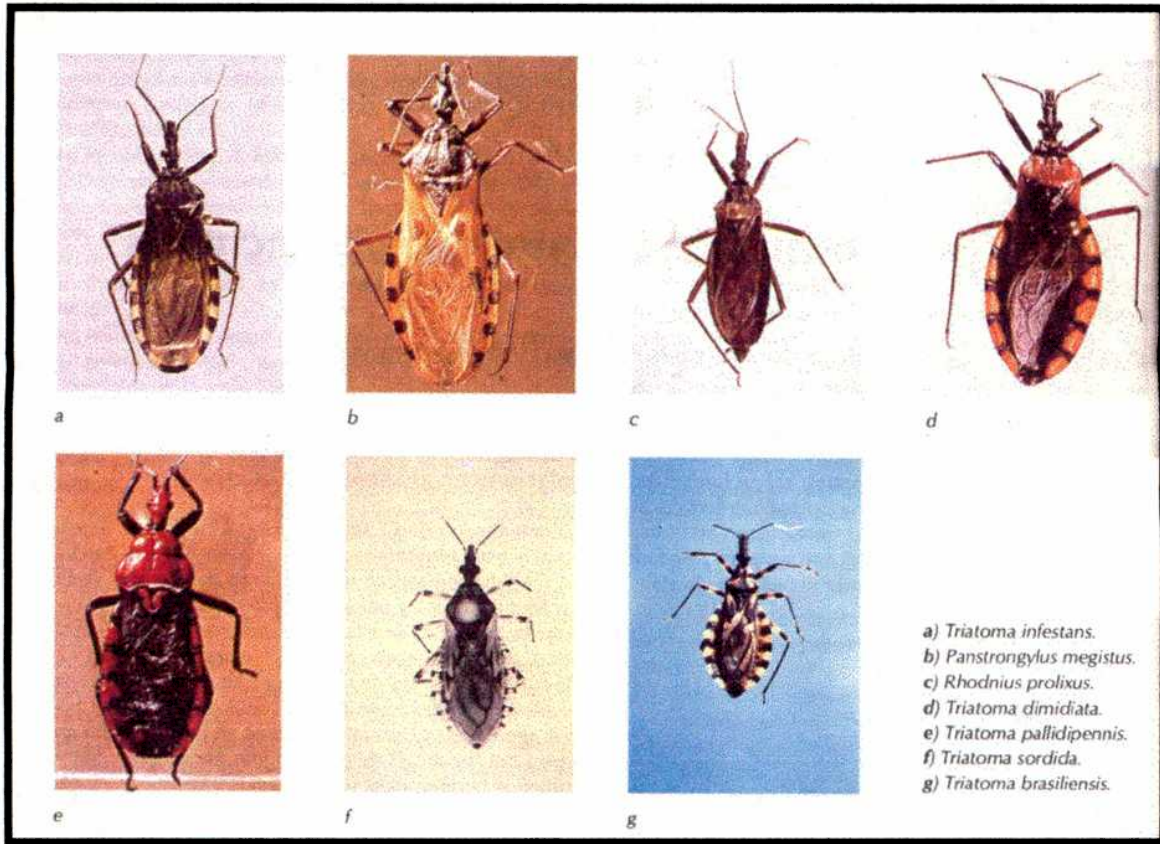 a
b
c
d
e
f
g
a) Triatoma infestans.
b) Panstrongylus megistus.
c) Rhodnius prolixus.
d) Triatoma dimidiata.
e) Triatoma pallidipennis.
f) Triatoma sordida.
g) Triatoma brasiliensis.